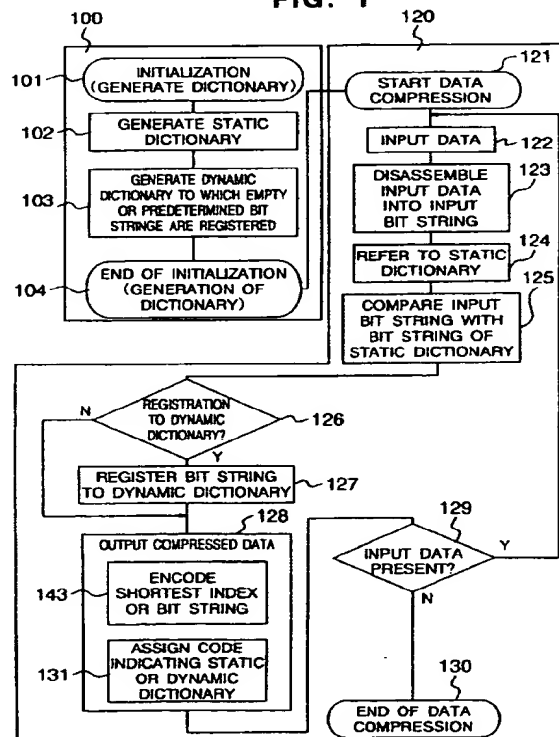 FIG. 1
100
101
INITIALIZATION
(GENERATE DICTIONARY)
102
GENERATE STATIC
DICTIONARY
103
GENERATE DYNAMIC
DICTIONARY TO WHICH EMPTY
OR PREDETERMINED BIT
STRINGE ARE REGISTERED
104
END OF INITIALIZATION
(GENERATION OF
DICTIONARY)
120
121
START DATA
COMPRESSION
INPUT DATA
122
123
DISASSEMBLE
INPUT DATA
INTO INPUT
BIT STRING
124
REFER TO STATIC
DICTIONARY
125
COMPARE INPUT
BIT STRING WITH
BIT STRING OF
STATIC DICTIONARY
N
REGISTRATION
TO DYNAMIC
DICTIONARY?
126
Y
REGISTER BIT STRING
TO DYNAMIC DICTIONARY
127
128
OUTPUT COMPRESSED DATA
143
ENCODE
SHORTEST INDEX
OR BIT STRING
131
ASSIGN CODE
INDICATING STATIC
OR DYNAMIC
DICTIONARY
129
INPUT DATA
PRESENT?
Y
N
130
END OF DATA
COMPRESSION